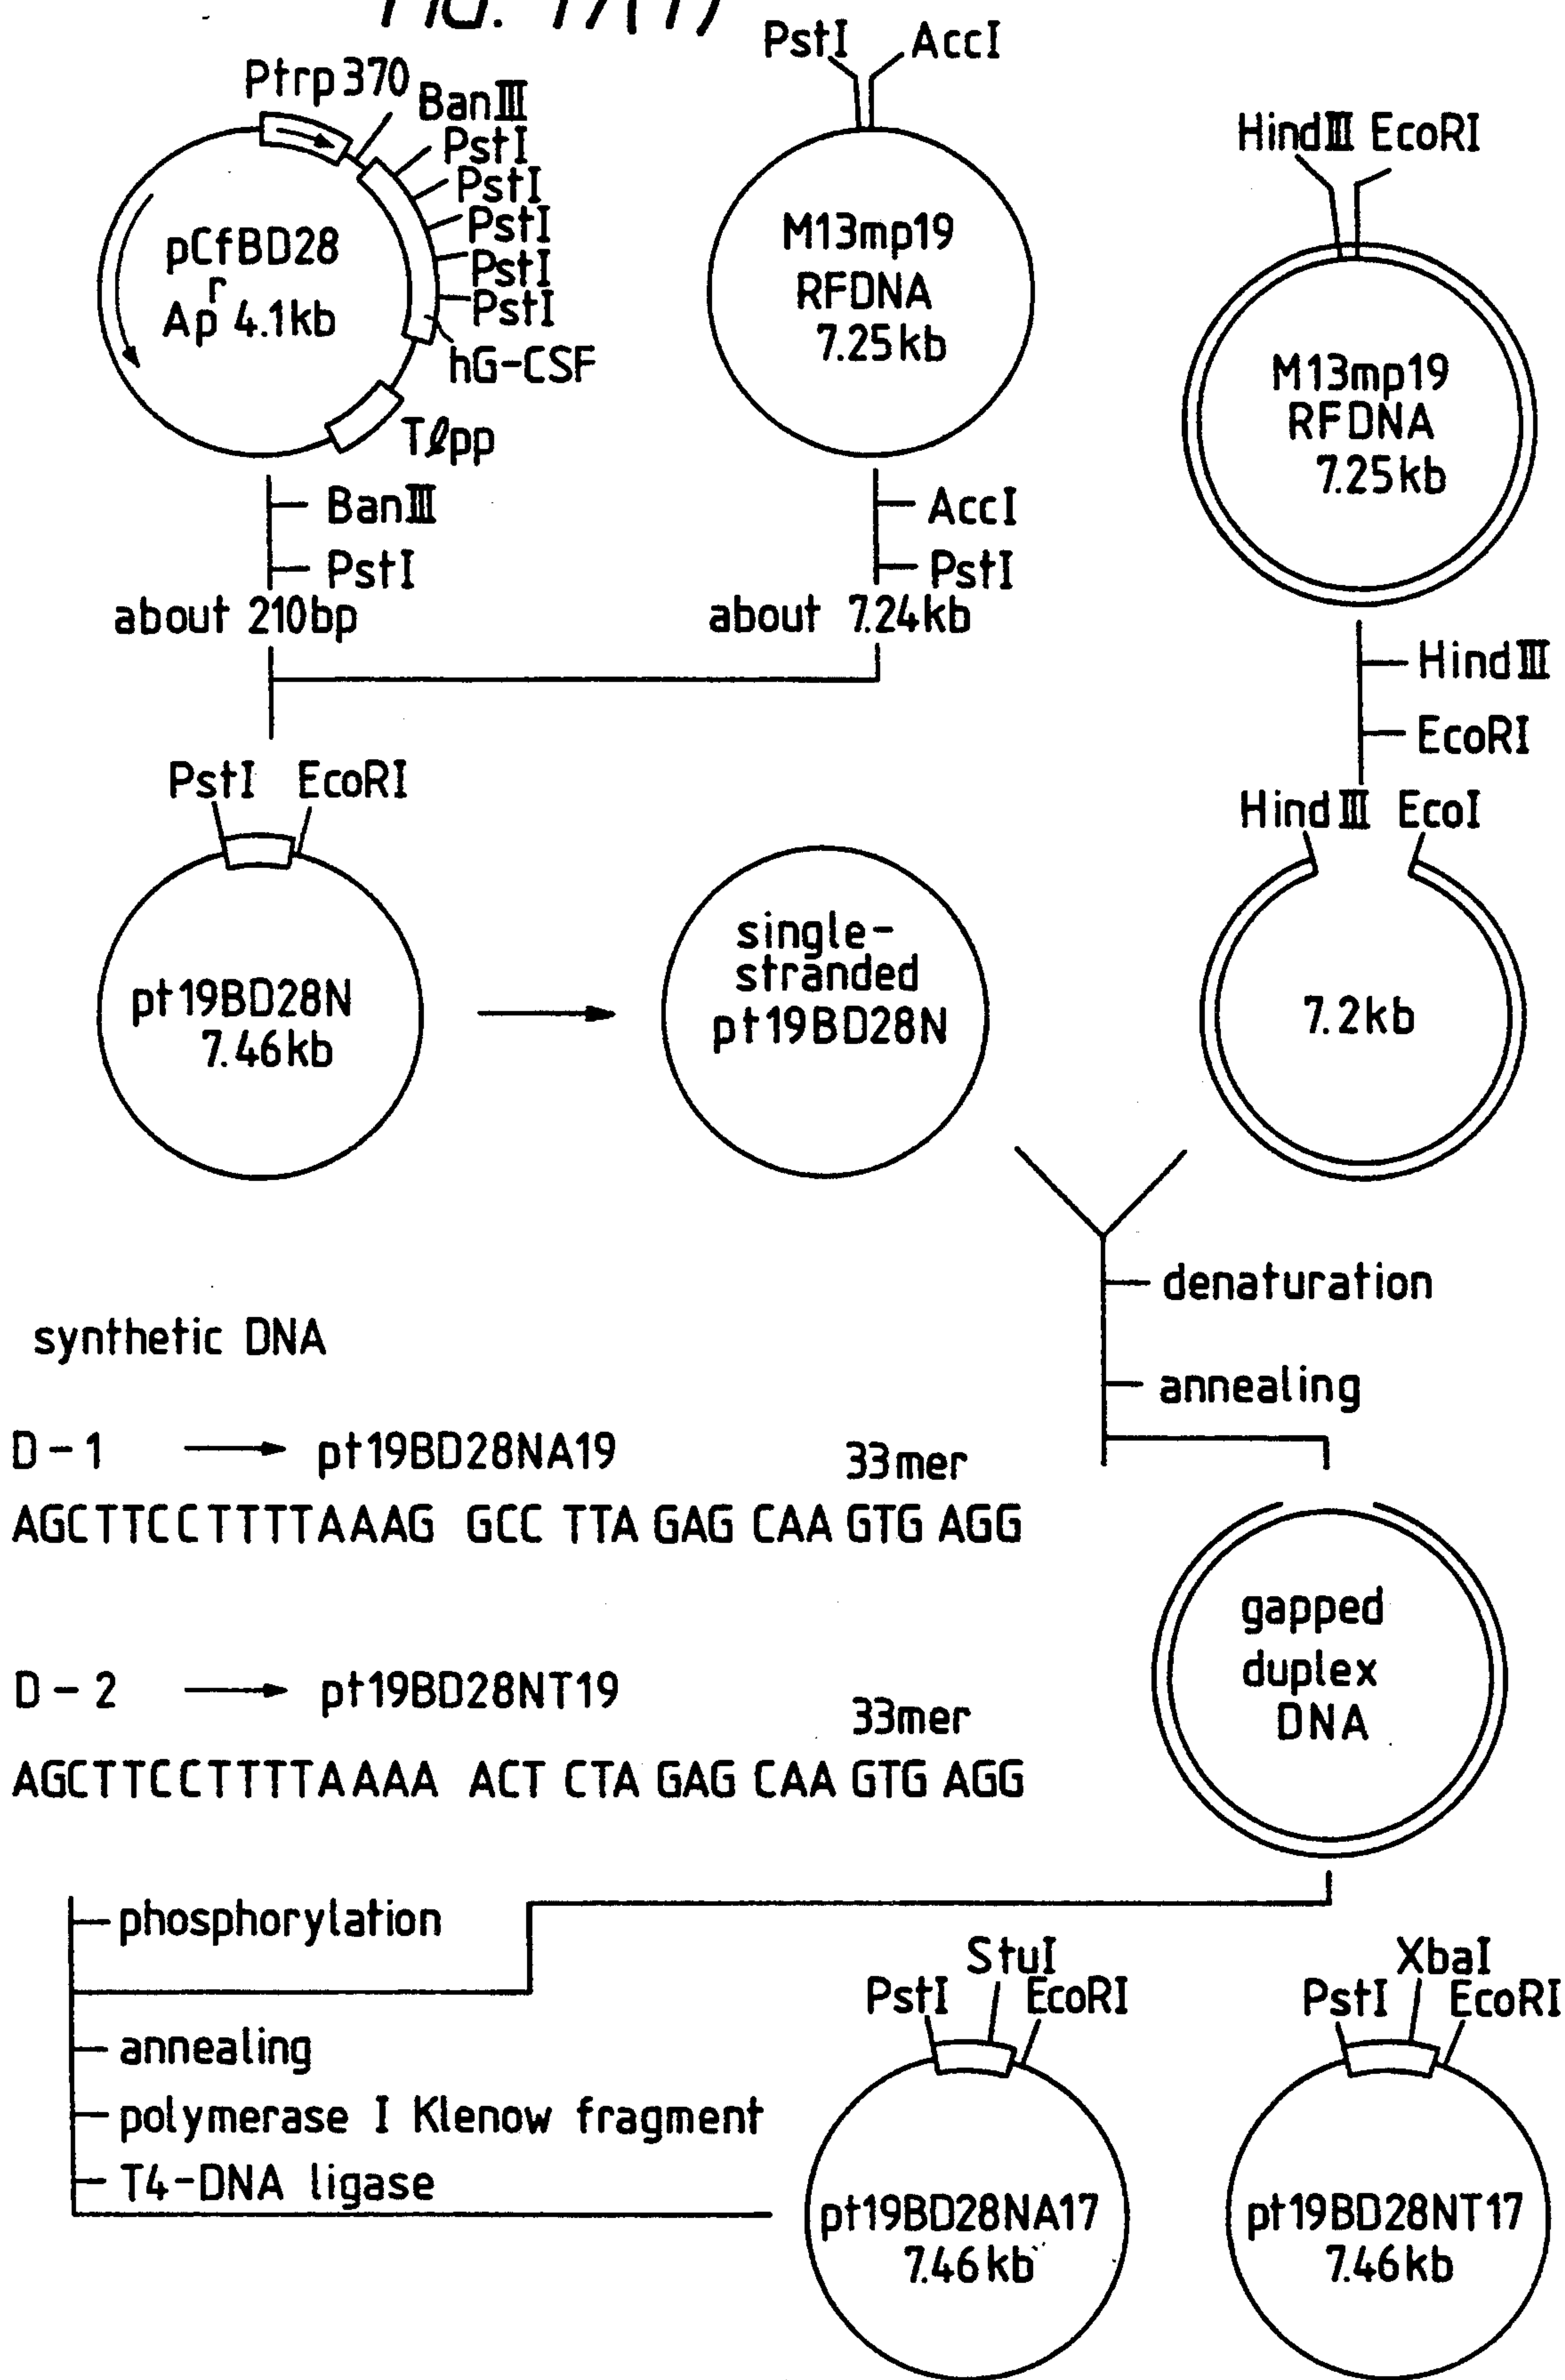 FIG. 17(1)
Ptrp370
BanIII
PstI
PstI
PstI
PstI
PstI
hG-CSF
Tlpp
pCfBD28
Apr 4.1kb
BanIII
PstI
about 210bp
PstI AccI
M13mp19
RFDNA
7.25kb
AccI
PstI
about 7.24kb
HindIII EcoRI
M13mp19
RFDNA
7.25kb
HindIII
EcoRI
PstI EcoRI
pt19BD28N
7.46kb
single-
stranded
pt19BD28N
HindIII EcoI
7.2kb
denaturation
annealing
synthetic DNA
D-1 → pt19BD28NA19
33mer
AGCTTCCTTTTAAAG GCC TTA GAG CAA GTG AGG
D-2 → pt19BD28NT19
33mer
AGCTTCCTTTTAAAA ACT CTA GAG CAA GTG AGG
gapped
duplex
DNA
phosphorylation
annealing
polymerase I Klenow fragment
T4-DNA ligase
StuI
PstI EcoRI
pt19BD28NA17
7.46kb
XbaI
PstI EcoRI
pt19BD28NT17
7.46kb